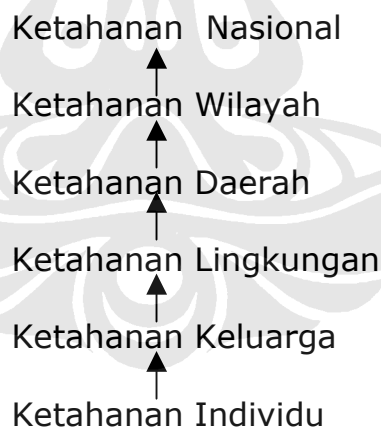 Ketahanan Nasional
Ketahanan Wilayah
Ketahanan Daerah
Ketahanan Lingkungan
Ketahanan Keluarga
Ketahanan Individu